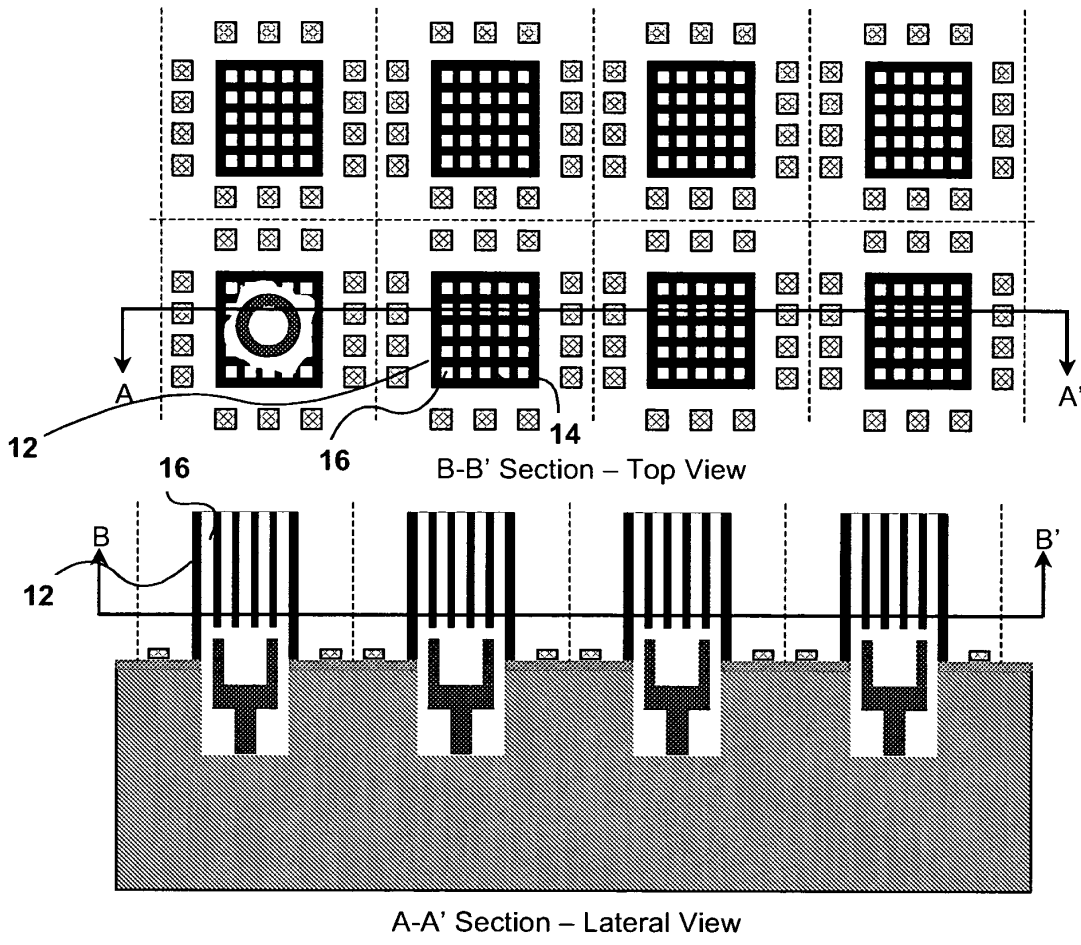 A
A'
12
16
14
B-B' Section – Top View
16
B
B'
12
A-A' Section – Lateral View